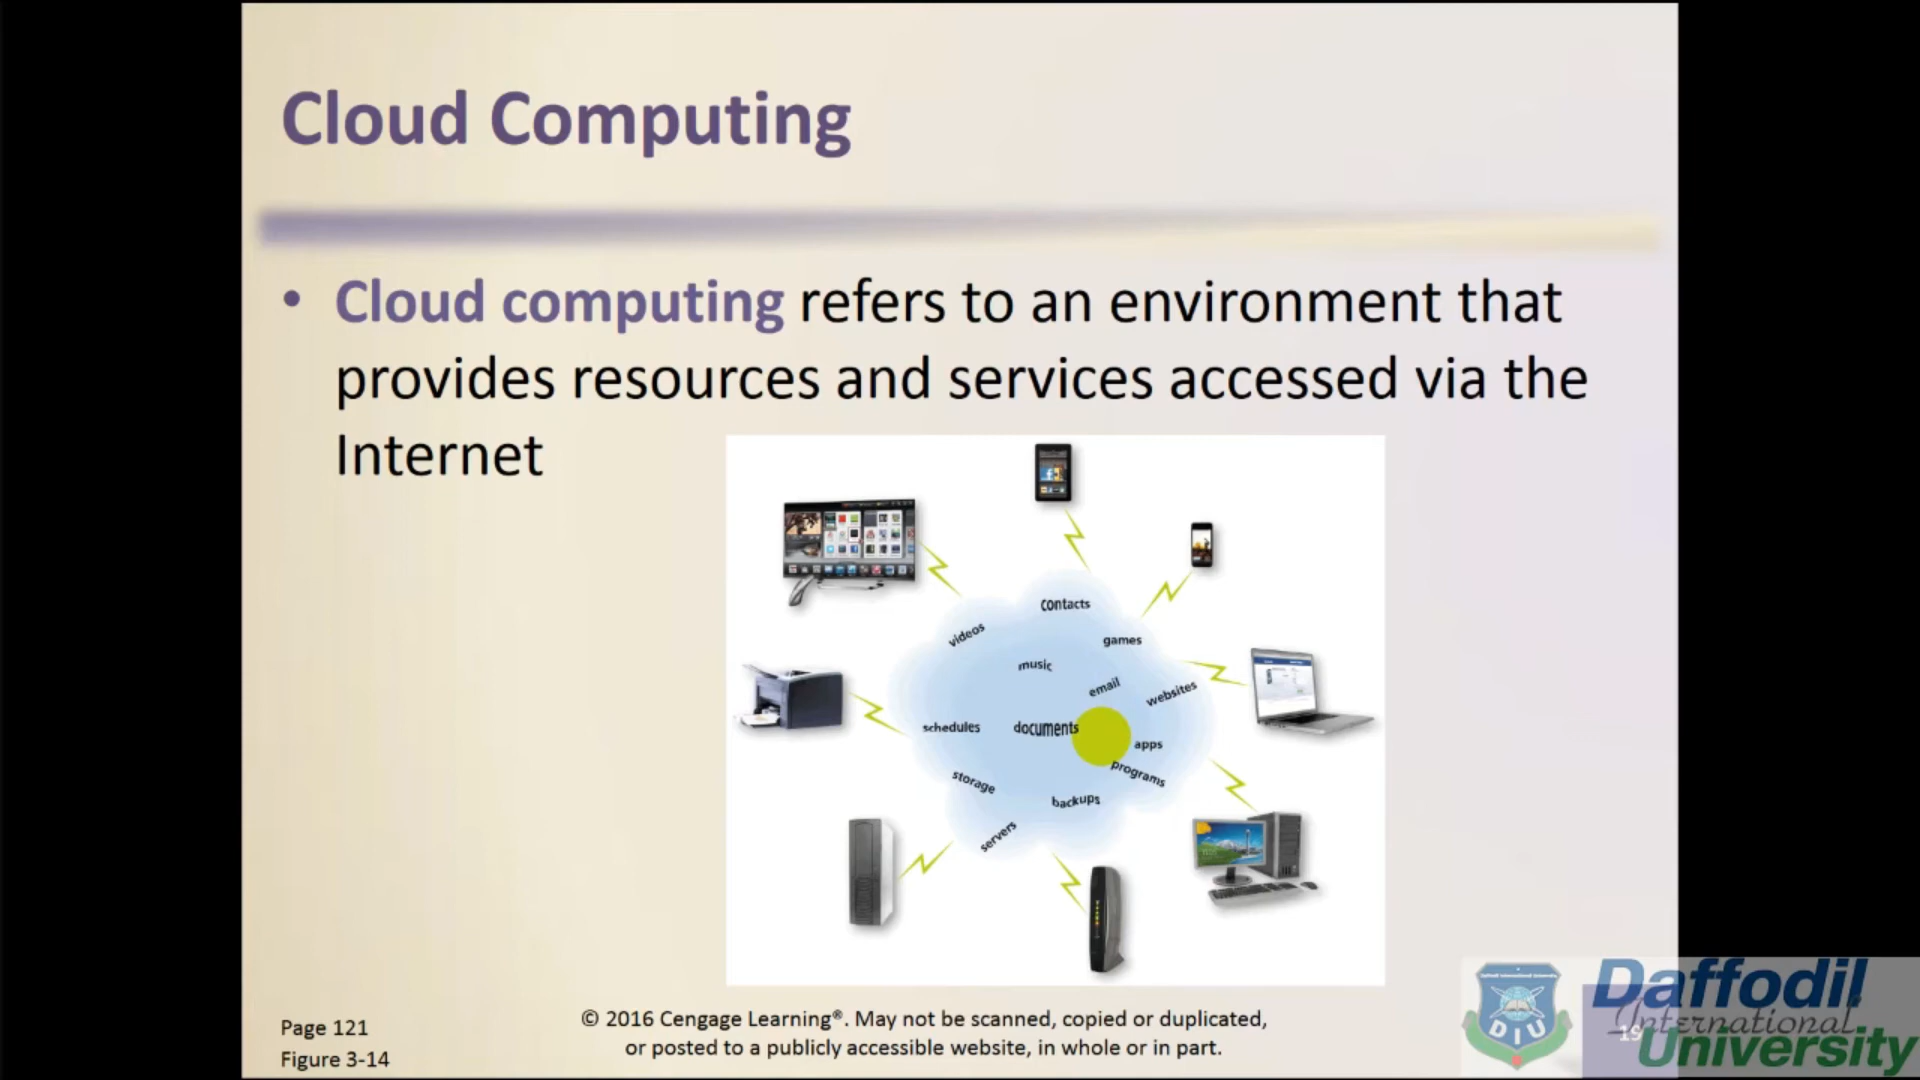 Cloud Computing
• Cloud computing refers to an environment that
provides resources and services accessed via the
Internet
contacts
videos
games
music
email
websites
schedules
documents
apps
programs
storage
backups
servers
Page 121
Figure 3-14
© 2016 Cengage Learning®. May not be scanned, copied or duplicated,
or posted to a publicly accessible website, in whole or in part.
DIU
Daffodil
International
University
19